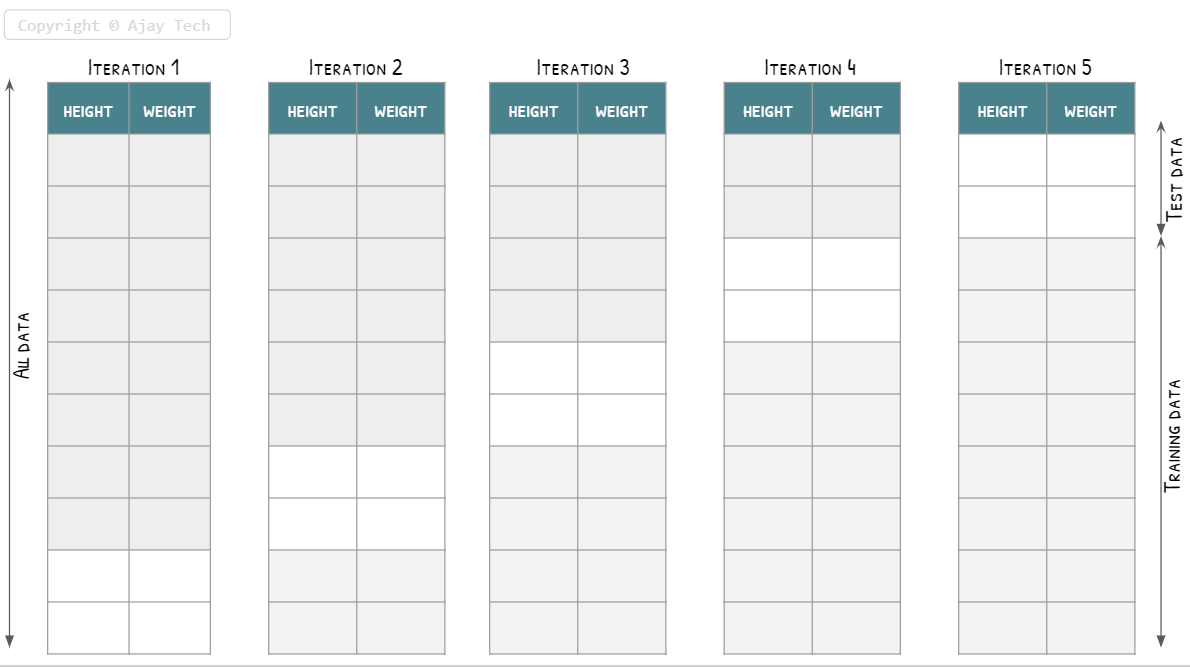 Copyright © Ajay Tech
Iteration 1
Iteration 2
Iteration 3
Iteration 4
Iteration 5
HEIGHT WEIGHT
HEIGHT WEIGHT
HEIGHT WEIGHT
HEIGHT WEIGHT
HEIGHT WEIGHT
All data
Test data
Training data